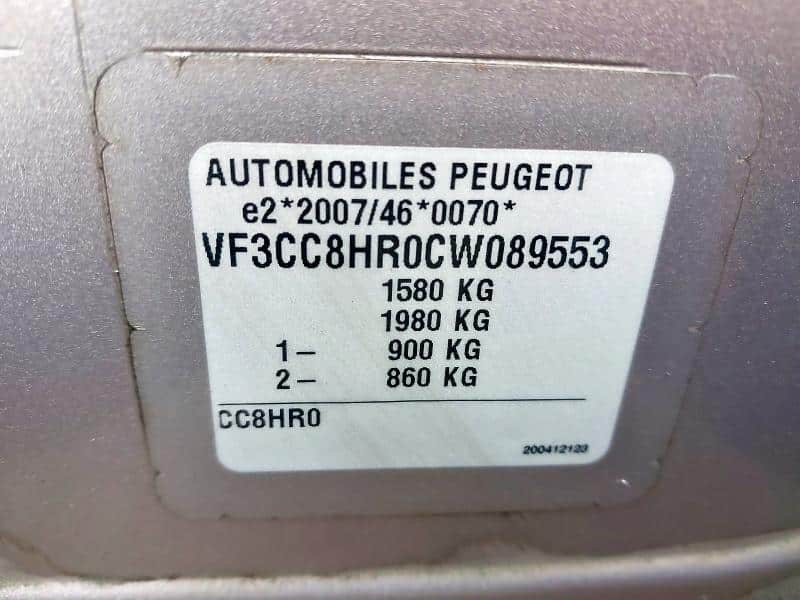 AUTOMOBILES PEUGEOT
e2*2007/46*0070*
VF3CC8HR0CW089553
1580 KG
1980 KG
1– 900 KG
2– 860 KG
CC8HR0
200412123